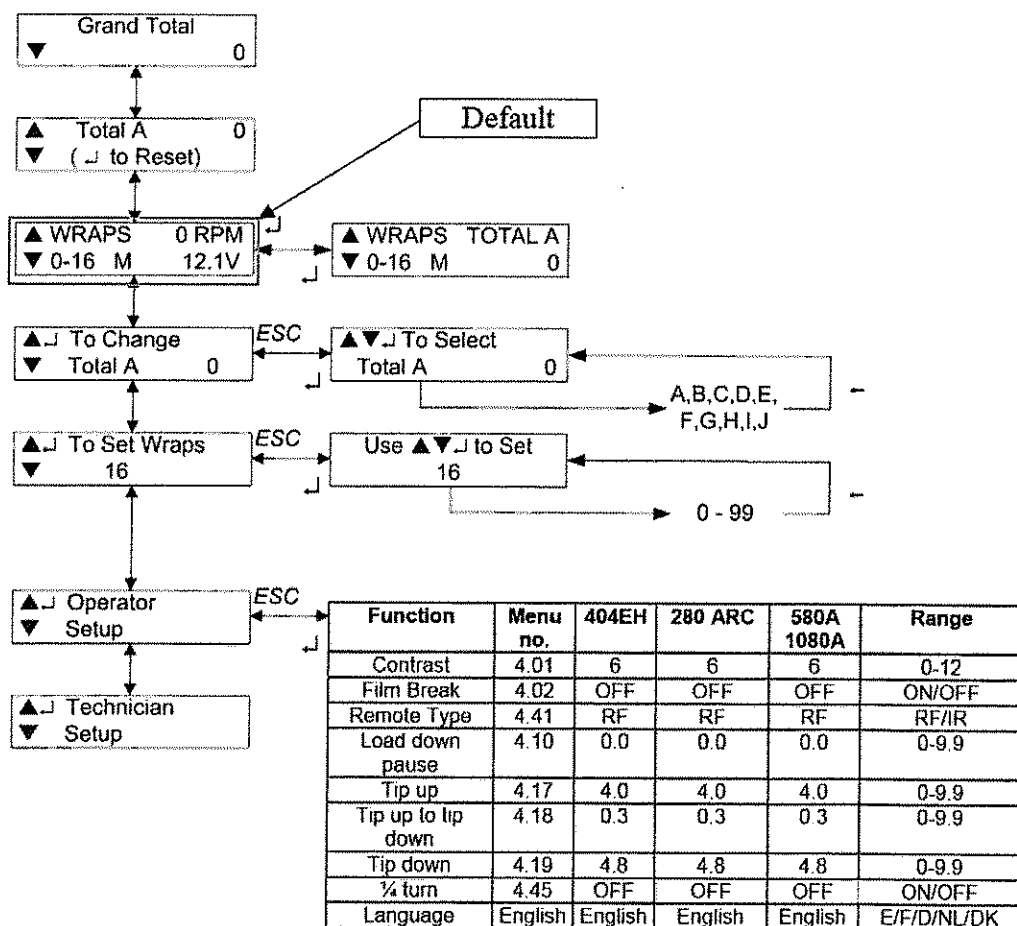 Grand Total
▼ 0
▲ Total A 0
▼ ( ↵ to Reset)
Default
▲ WRAPS 0 RPM
▼ 0-16 M 12.1V
↵
▲ WRAPS TOTAL A
▼ 0-16 M 0
↵
▲↵ To Change
▼ Total A 0
ESC
↵
▲▼↵ To Select
Total A 0
A,B,C,D,E,
F,G,H,I,J
▲↵ To Set Wraps
▼ 16
ESC
↵
Use ▲▼↵ to Set
16
0 - 99
▲↵ Operator
▼ Setup
ESC
↵
▲↵ Technician
▼ Setup
Function Menu no. 404EH 280 ARC 580A 1080A Range
Contrast 4.01 6 6 6 0-12
Film Break 4.02 OFF OFF OFF ON/OFF
Remote Type 4.41 RF RF RF RF/IR
Load down pause 4.10 0.0 0.0 0.0 0-9.9
Tip up 4.17 4.0 4.0 4.0 0-9.9
Tip up to tip down 4.18 0.3 0.3 0.3 0-9.9
Tip down 4.19 4.8 4.8 4.8 0-9.9
¼ turn 4.45 OFF OFF OFF ON/OFF
Language English English English English E/F/D/NL/DK